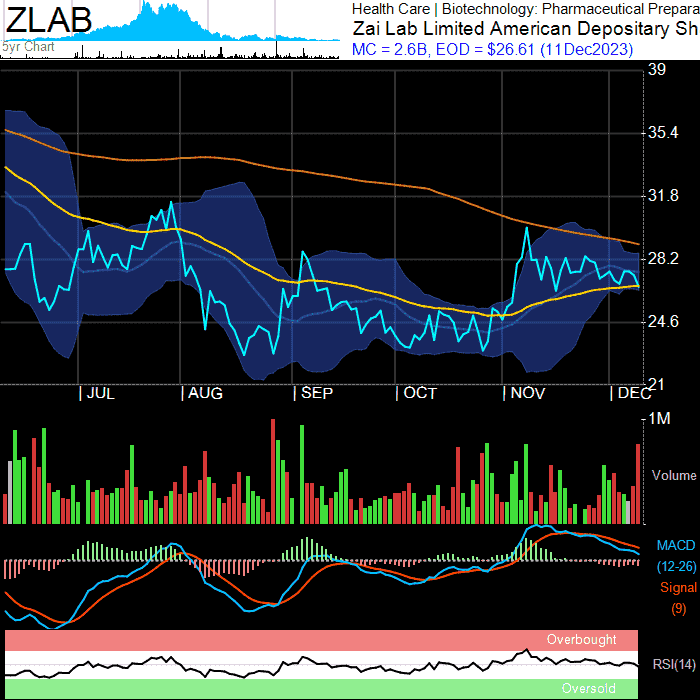 ZLAB
5yr Chart
Health Care | Biotechnology: Pharmaceutical Prepara
Zai Lab Limited American Depositary Sh
MC = 2.6B, EOD = $26.61 (11Dec2023)
39
35.4
31.8
28.2
24.6
21
| JUL | AUG | SEP | OCT | NOV | DEC
1M
Volume
MACD
(12-26)
Signal
(9)
Overbought
RSI(14)
Oversold